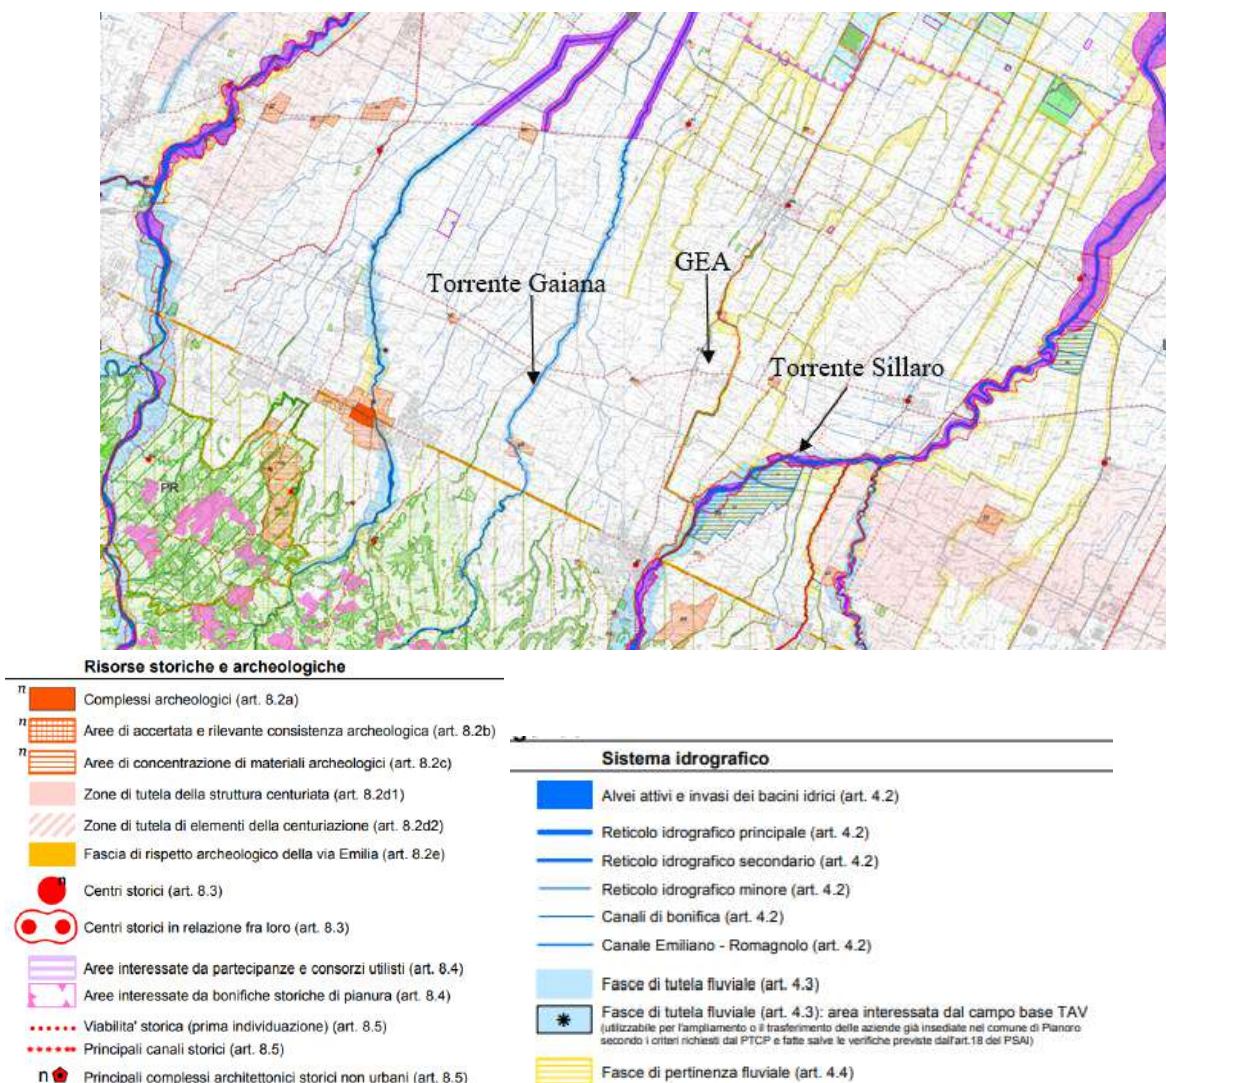 GEA
Torrente Gaiana
Torrente Sillaro
PR
Risorse storiche e archeologiche
n
Complessi archeologici (art. 8.2a)
n
Aree di accertata e rilevante consistenza archeologica (art. 8.2b)
n
Aree di concentrazione di materiali archeologici (art. 8.2c)
Zone di tutela della struttura centuriata (art. 8.2d1)
Zone di tutela di elementi della centuriazione (art. 8.2d2)
Fascia di rispetto archeologico della via Emilia (art. 8.2e)
n
Centri storici (art. 8.3)
Centri storici in relazione fra loro (art. 8.3)
Aree interessate da partecipanze e consorzi utilisti (art. 8.4)
Aree interessate da bonifiche storiche di pianura (art. 8.4)
Viabilita' storica (prima individuazione) (art. 8.5)
Principali canali storici (art. 8.5)
n Principali complessi architettonici storici non urbani (art. 8.5)
Sistema idrografico
Alvei attivi e invasi dei bacini idrici (art. 4.2)
Reticolo idrografico principale (art. 4.2)
Reticolo idrografico secondario (art. 4.2)
Reticolo idrografico minore (art. 4.2)
Canali di bonifica (art. 4.2)
Canale Emiliano - Romagnolo (art. 4.2)
Fasce di tutela fluviale (art. 4.3)
Fasce di tutela fluviale (art. 4.3): area interessata dal campo base TAV
(utilizzabile per l'ampliamento o il trasferimento delle aziende già insediate nel comune di Pianoro
secondo i criteri richiesti dal PTCP e fatte salve le verifiche previste dall'art.18 del PSAI)
Fasce di pertinenza fluviale (art. 4.4)